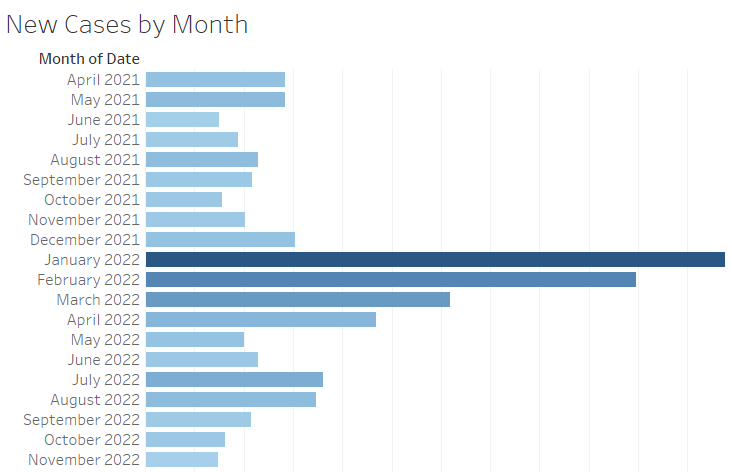 New Cases by Month
Month of Date
April 2021
May 2021
June 2021
July 2021
August 2021
September 2021
October 2021
November 2021
December 2021
January 2022
February 2022
March 2022
April 2022
May 2022
June 2022
July 2022
August 2022
September 2022
October 2022
November 2022